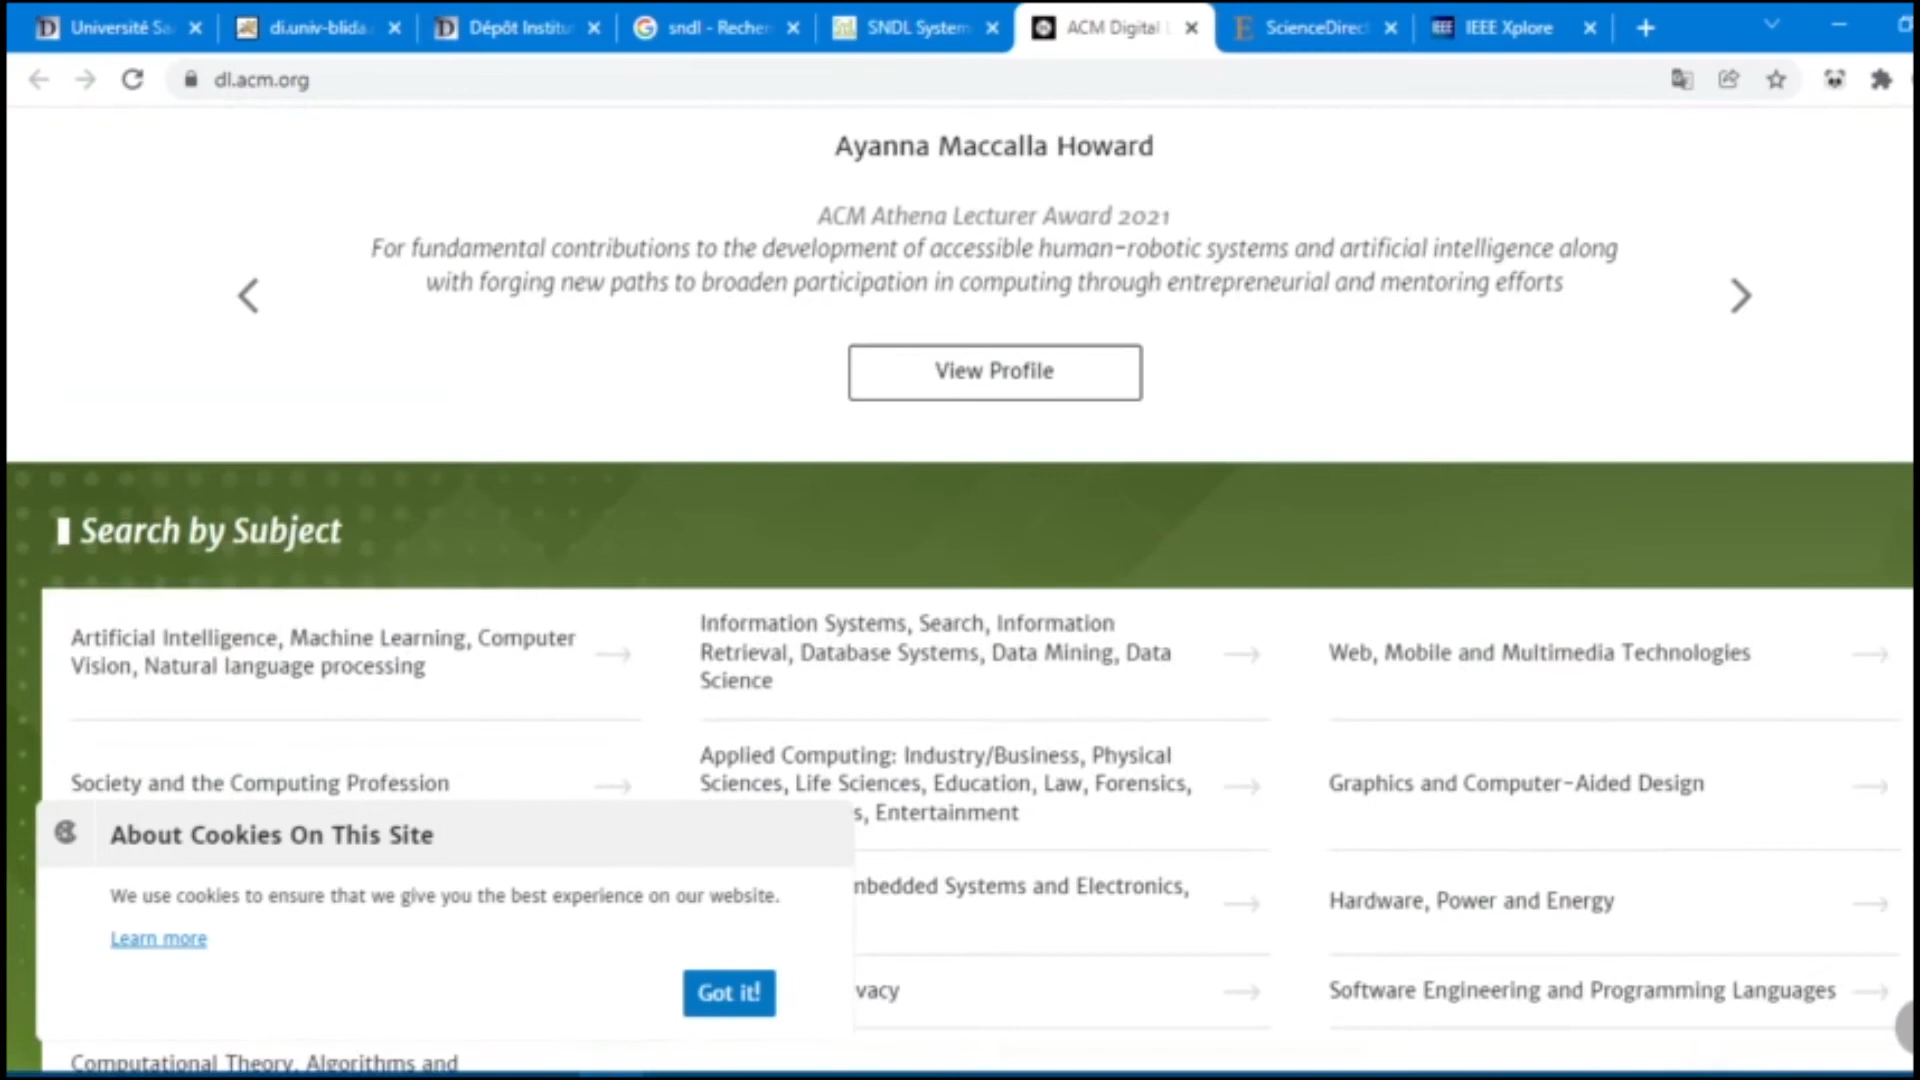 Université Sa
di.univ-blida.
Dépôt Institu
sndl - Recher
SNDL System
ACM Digital L
ScienceDirec
IEEE Xplore
dl.acm.org
Ayanna Maccalla Howard
ACM Athena Lecturer Award 2021
For fundamental contributions to the development of accessible human-robotic systems and artificial intelligence along
with forging new paths to broaden participation in computing through entrepreneurial and mentoring efforts
View Profile
Search by Subject
Artificial Intelligence, Machine Learning, Computer
Vision, Natural language processing
Information Systems, Search, Information
Retrieval, Database Systems, Data Mining, Data
Science
Web, Mobile and Multimedia Technologies
Society and the Computing Profession
Applied Computing: Industry/Business, Physical
Sciences, Life Sciences, Education, Law, Forensics,
s, Entertainment
Graphics and Computer-Aided Design
About Cookies On This Site
We use cookies to ensure that we give you the best experience on our website.
Learn more
Got it!
mbedded Systems and Electronics,
Hardware, Power and Energy
vacy
Software Engineering and Programming Languages
Computational Theory, Algorithms and